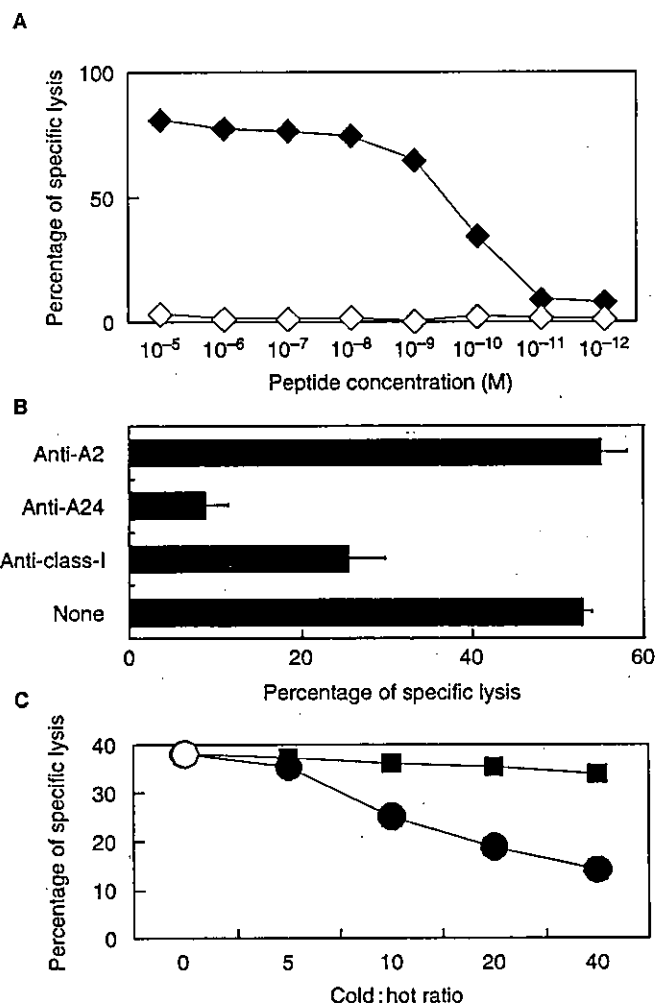 A
Percentage of specific lysis
100
50
0
10⁻⁵ 10⁻⁶ 10⁻⁷ 10⁻⁸ 10⁻⁹ 10⁻¹⁰ 10⁻¹¹ 10⁻¹²
Peptide concentration (M)
B
Anti-A2
Anti-A24
Anti-class-I
None
0 20 40 60
Percentage of specific lysis
C
Percentage of specific lysis
40
30
20
10
0
0 5 10 20 40
Cold:hot ratio